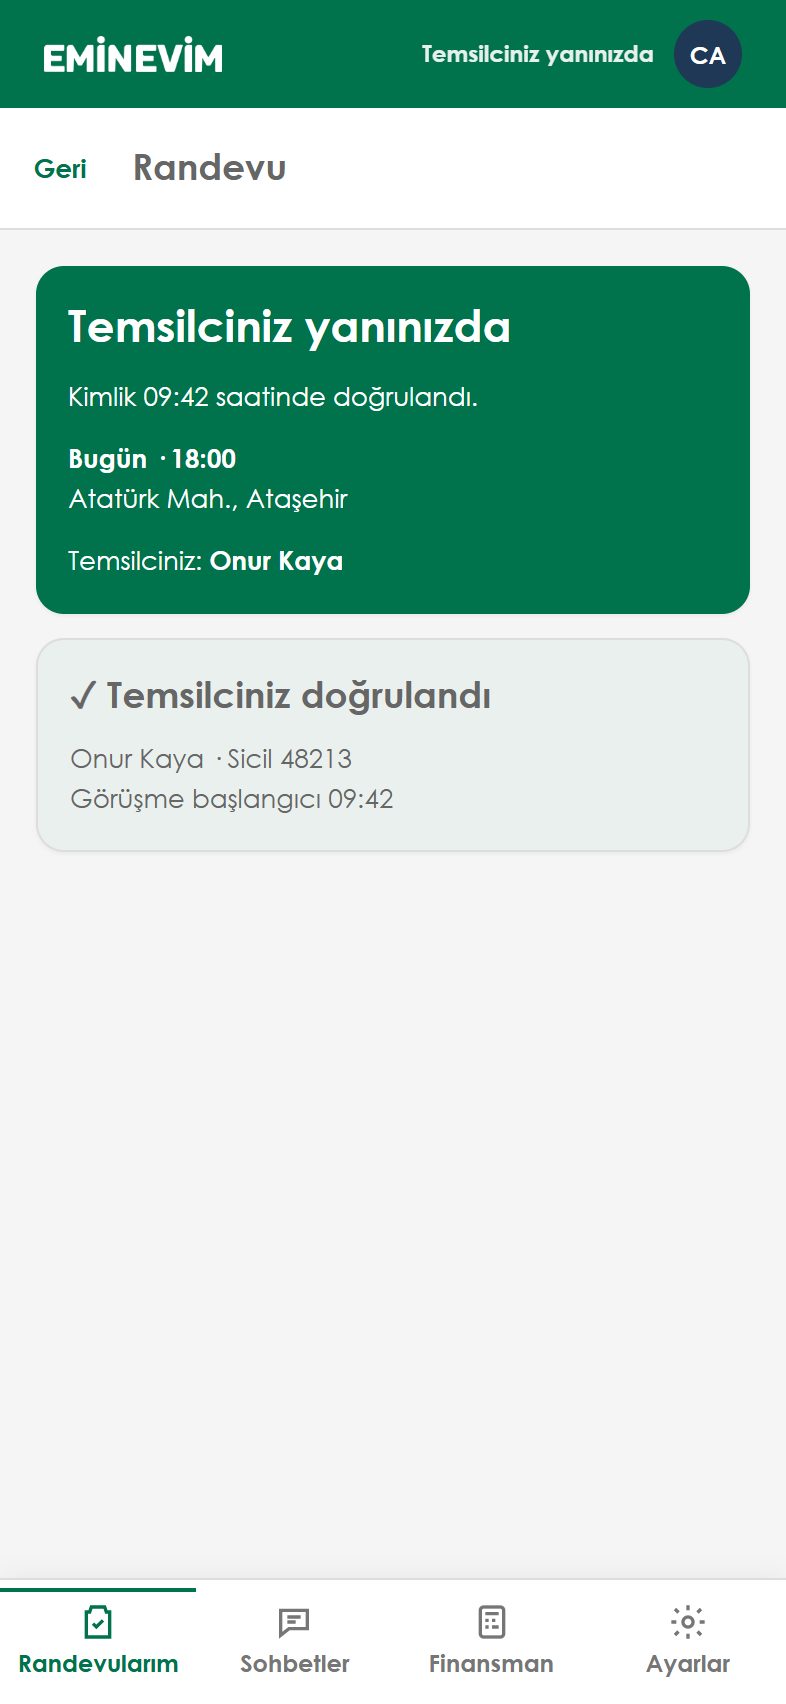 EMİNEVİM
Temsilciniz yanınızda
CA
Geri
Randevu
Temsilciniz yanınızda
Kimlik 09:42 saatinde doğrulandı.
Bugün · 18:00
Atatürk Mah., Ataşehir
Temsilciniz: Onur Kaya
✓ Temsilciniz doğrulandı
Onur Kaya · Sicil 48213
Görüşme başlangıcı 09:42
Randevularım
Sohbetler
Finansman
Ayarlar